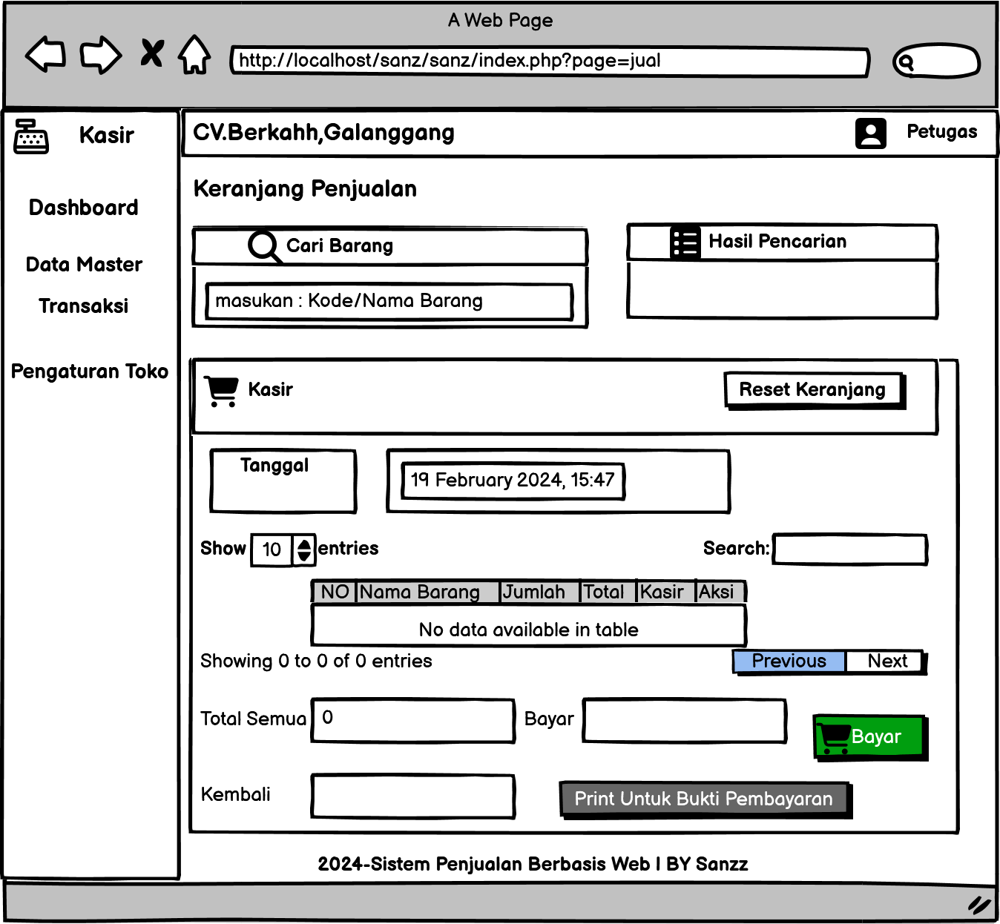 A Web Page
http://localhost/sanz/sanz/index.php?page=jual
Kasir
CV.Berkahh,Galanggang
Petugas
Dashboard
Data Master
Transaksi
Pengaturan Toko
Keranjang Penjualan
Cari Barang
masukan : Kode/Nama Barang
Hasil Pencarian
Kasir
Reset Keranjang
Tanggal
19 February 2024, 15:47
Show 10 entries
Search:
NO Nama Barang Jumlah Total Kasir Aksi
No data available in table
Showing 0 to 0 of 0 entries
Previous Next
Total Semua 0
Bayar
Bayar
Kembali
Print Untuk Bukti Pembayaran
2024-Sistem Penjualan Berbasis Web | BY Sanzz